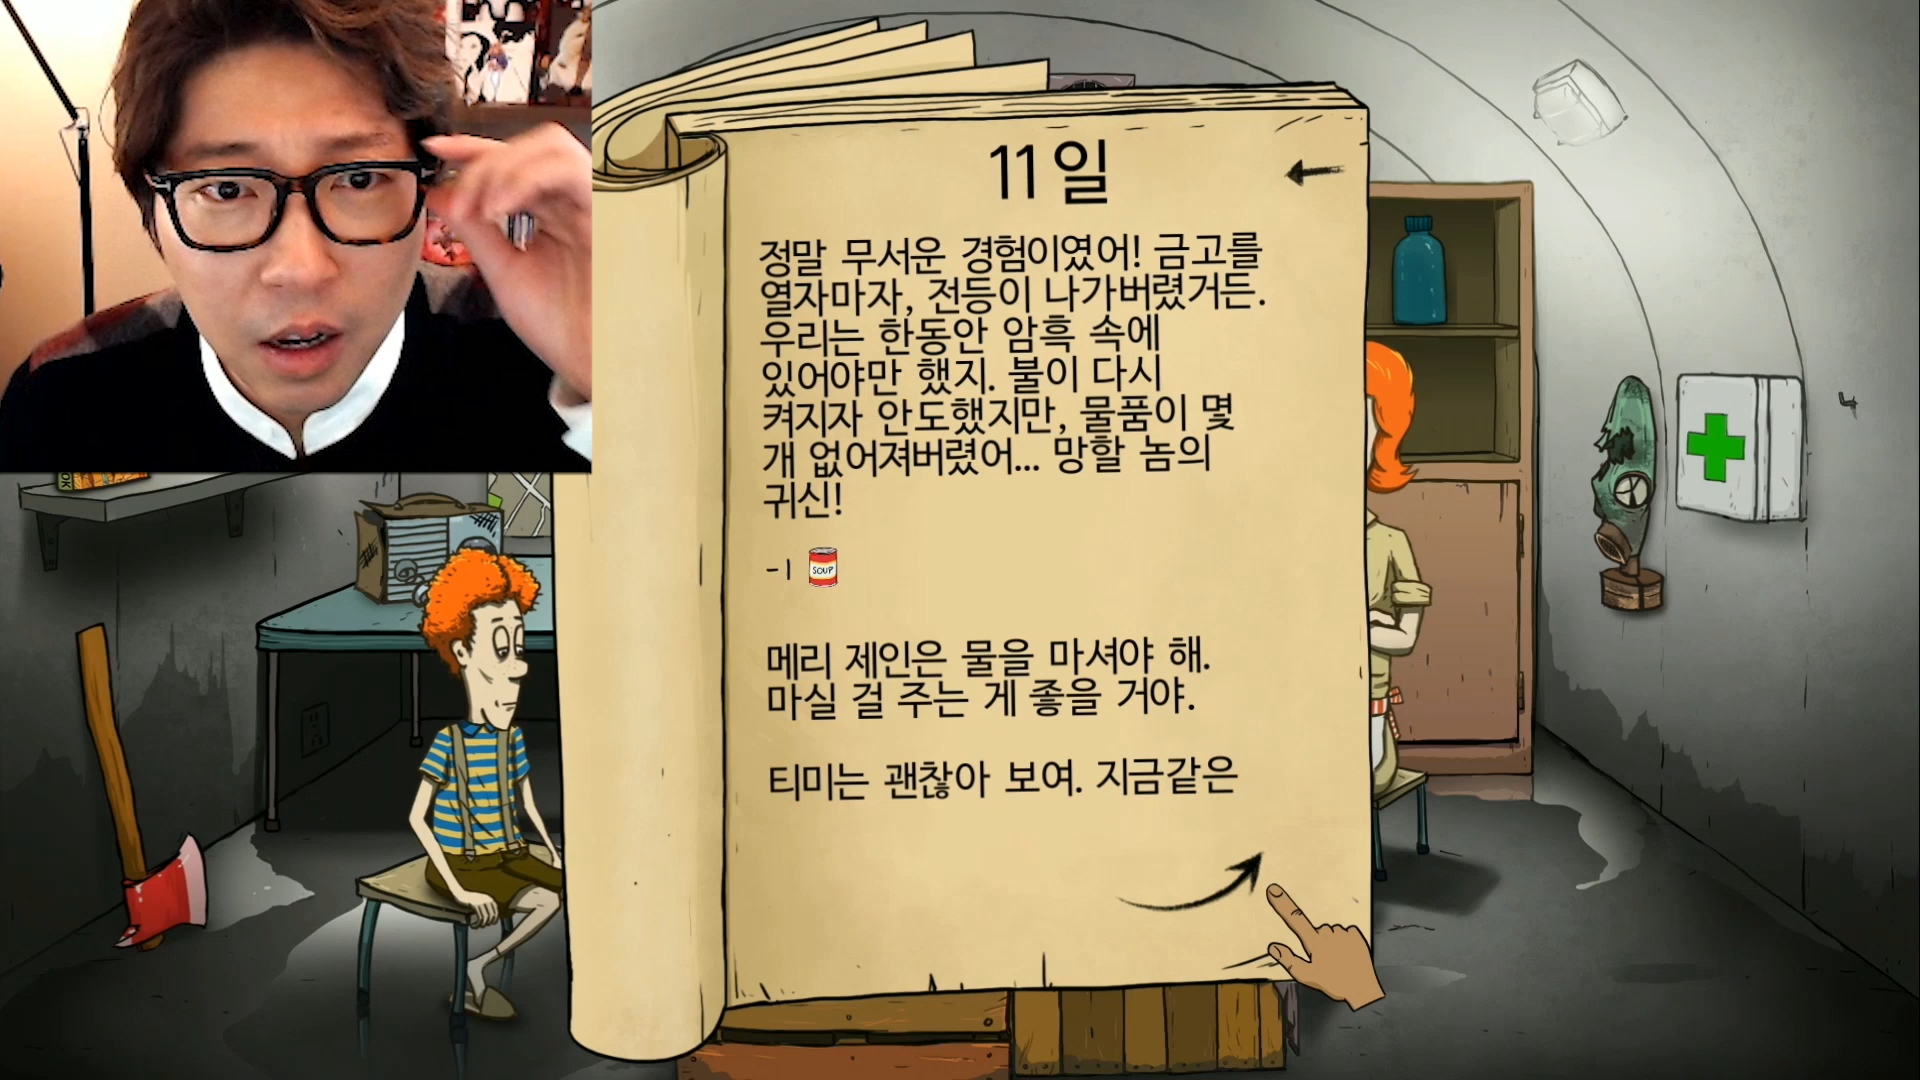 11일
정말 무서운 경험이였어! 금고를
열자마자, 전등이 나가버렸거든.
우리는 한동안 암흑 속에
있어야만 했지. 불이 다시
켜지자 안도했지만, 물품이 몇
개 없어져버렸어... 망할 놈의
귀신!
-1
SOUP
메리 제인은 물을 마셔야 해.
마실 걸 주는 게 좋을 거야.
티미는 괜찮아 보여. 지금같은